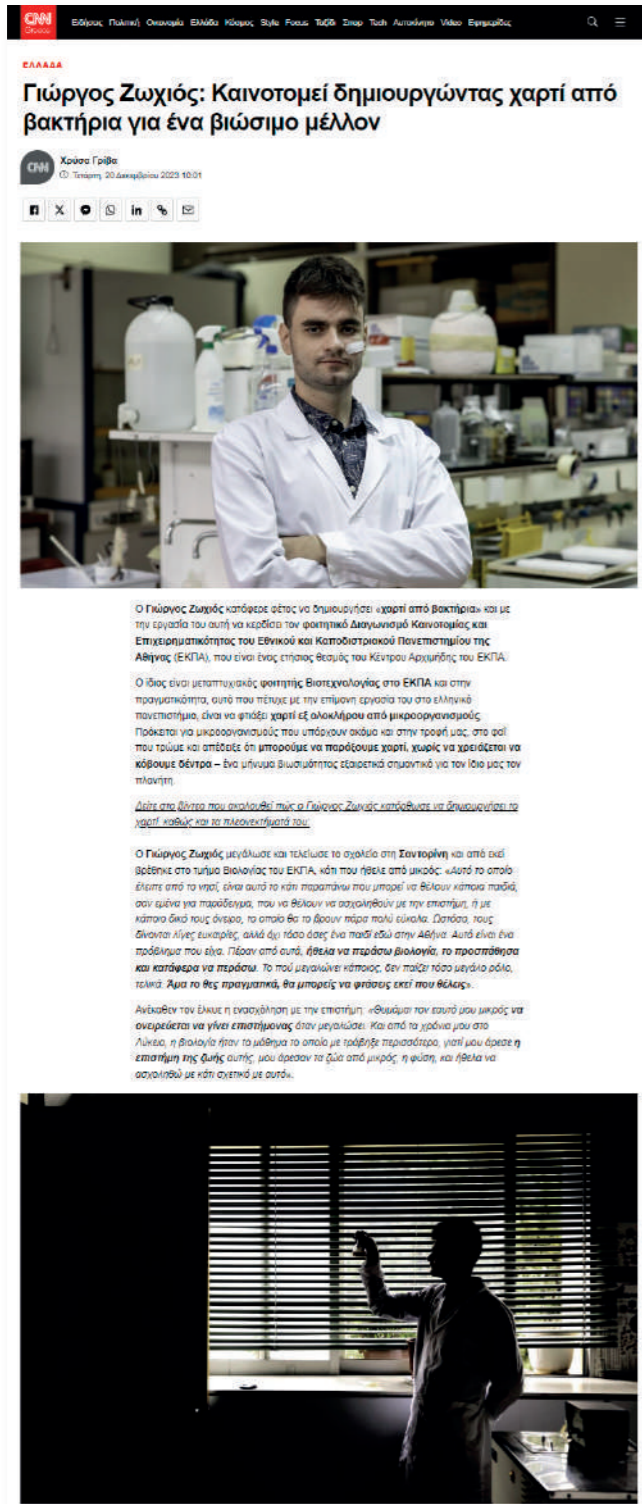 CNN
Greece
Ειδήσεις Πολιτική Οικονομία Ελλάδα Κόσμος Style Focus Ταξίδι Σπορ Tech Αυτοκίνητο Video Εφημερίδες
ΕΛΛΑΔΑ
Γιώργος Ζωχιός: Καινοτομεί δημιουργώντας χαρτί από
βακτήρια για ένα βιώσιμο μέλλον
CNN
Χρύσα Γρίβα
Τετάρτη, 20 Δεκεμβρίου 2023 10:01
Ο Γιώργος Ζωχιός κατάφερε φέτος να δημιουργήσει «χαρτί από βακτήρια» και με
την εργασία του αυτή να κερδίσει τον φοιτητικό Διαγωνισμό Καινοτομίας και
Επιχειρηματικότητας του Εθνικού και Καποδιστριακού Πανεπιστημίου της
Αθήνας (ΕΚΠΑ), που είναι ένας ετήσιος θεσμός του Κέντρου Αρχιμήδης του ΕΚΠΑ.
Ο ίδιος είναι μεταπτυχιακός φοιτητής Βιοτεχνολογίας στο ΕΚΠΑ και στην
πραγματικότητα, αυτό που πέτυχε με την επίμονη εργασία του στο ελληνικό
πανεπιστήμιο, είναι να φτιάξει χαρτί εξ ολοκλήρου από μικροοργανισμούς.
Πρόκειται για μικροοργανισμούς που υπάρχουν ακόμα και στην τροφή μας, στο φαΐ
που τρώμε και απέδειξε ότι μπορούμε να παράξουμε χαρτί, χωρίς να χρειάζεται να
κόβουμε δέντρα – ένα μήνυμα βιωσιμότητας εξαιρετικά σημαντικό για τον ίδιο μας τον
πλανήτη.
Δείτε στο βίντεο που ακολουθεί πώς ο Γιώργος Ζωχιός κατόρθωσε να δημιουργήσει το
χαρτί, καθώς και τα πλεονεκτήματά του:
Ο Γιώργος Ζωχιός μεγάλωσε και τελείωσε το σχολείο στη Σαντορίνη και από εκεί
βρέθηκε στο τμήμα Βιολογίας του ΕΚΠΑ, κάτι που ήθελε από μικρός: «Αυτό το οποίο
έλειπε από το νησί, είναι αυτό το κάτι παραπάνω που μπορεί να θέλουν κάποια παιδιά,
σαν εμένα για παράδειγμα, που να θέλουν να ασχοληθούν με την επιστήμη, ή με
κάποιο δικό τους όνειρο, το οποίο θα το βρουν πάρα πολύ εύκολα. Ωστόσο, τους
δίνονται λίγες ευκαιρίες, αλλά όχι τόσο όσες ένα παιδί εδώ στην Αθήνα. Αυτό είναι ένα
πρόβλημα που είχα. Πέραν από αυτά, ήθελα να περάσω βιολογία, το προσπάθησα
και κατάφερα να περάσω. Το πού μεγαλώνει κάποιος, δεν παίζει τόσο μεγάλο ρόλο,
τελικά. Άμα το θες πραγματικά, θα μπορείς να φτάσεις εκεί που θέλεις».
Ανέκαθεν τον έλκυε η ενασχόληση με την επιστήμη: «Θυμάμαι τον εαυτό μου μικρός να
ονειρεύεται να γίνει επιστήμονας όταν μεγαλώσει. Και από τα χρόνια μου στο
Λύκειο, η βιολογία ήταν το μάθημα το οποίο με τράβηξε περισσότερο, γιατί μου άρεσε η
επιστήμη της ζωής αυτής, μου άρεσαν τα ζώα από μικρός, η φύση, και ήθελα να
ασχοληθώ με κάτι σχετικό με αυτό».